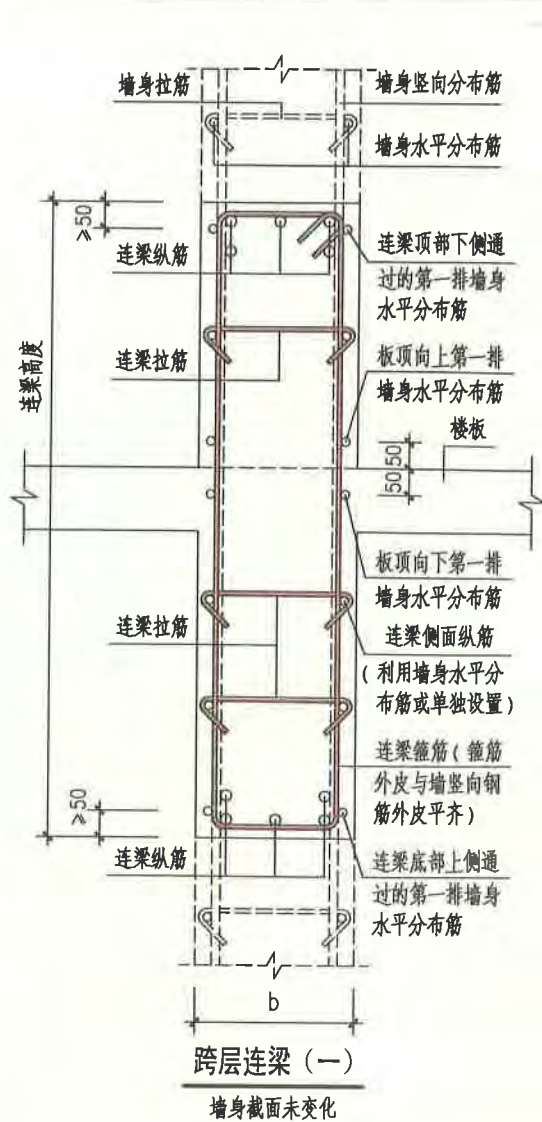 墙身拉筋
墙身竖向分布筋
墙身水平分布筋
≥50
连梁纵筋
连梁顶部下侧通
过的第一排墙身
水平分布筋
连梁拉筋
板顶向上第一排
墙身水平分布筋
连梁高度
楼板
50
50
板顶向下第一排
墙身水平分布筋
连梁拉筋
连梁侧面纵筋
(利用墙身水平分
布筋或单独设置)
连梁箍筋(箍筋
外皮与墙竖向钢
筋外皮平齐)
≥50
连梁纵筋
连梁底部上侧通
过的第一排墙身
水平分布筋
b
跨层连梁(一)
墙身截面未变化